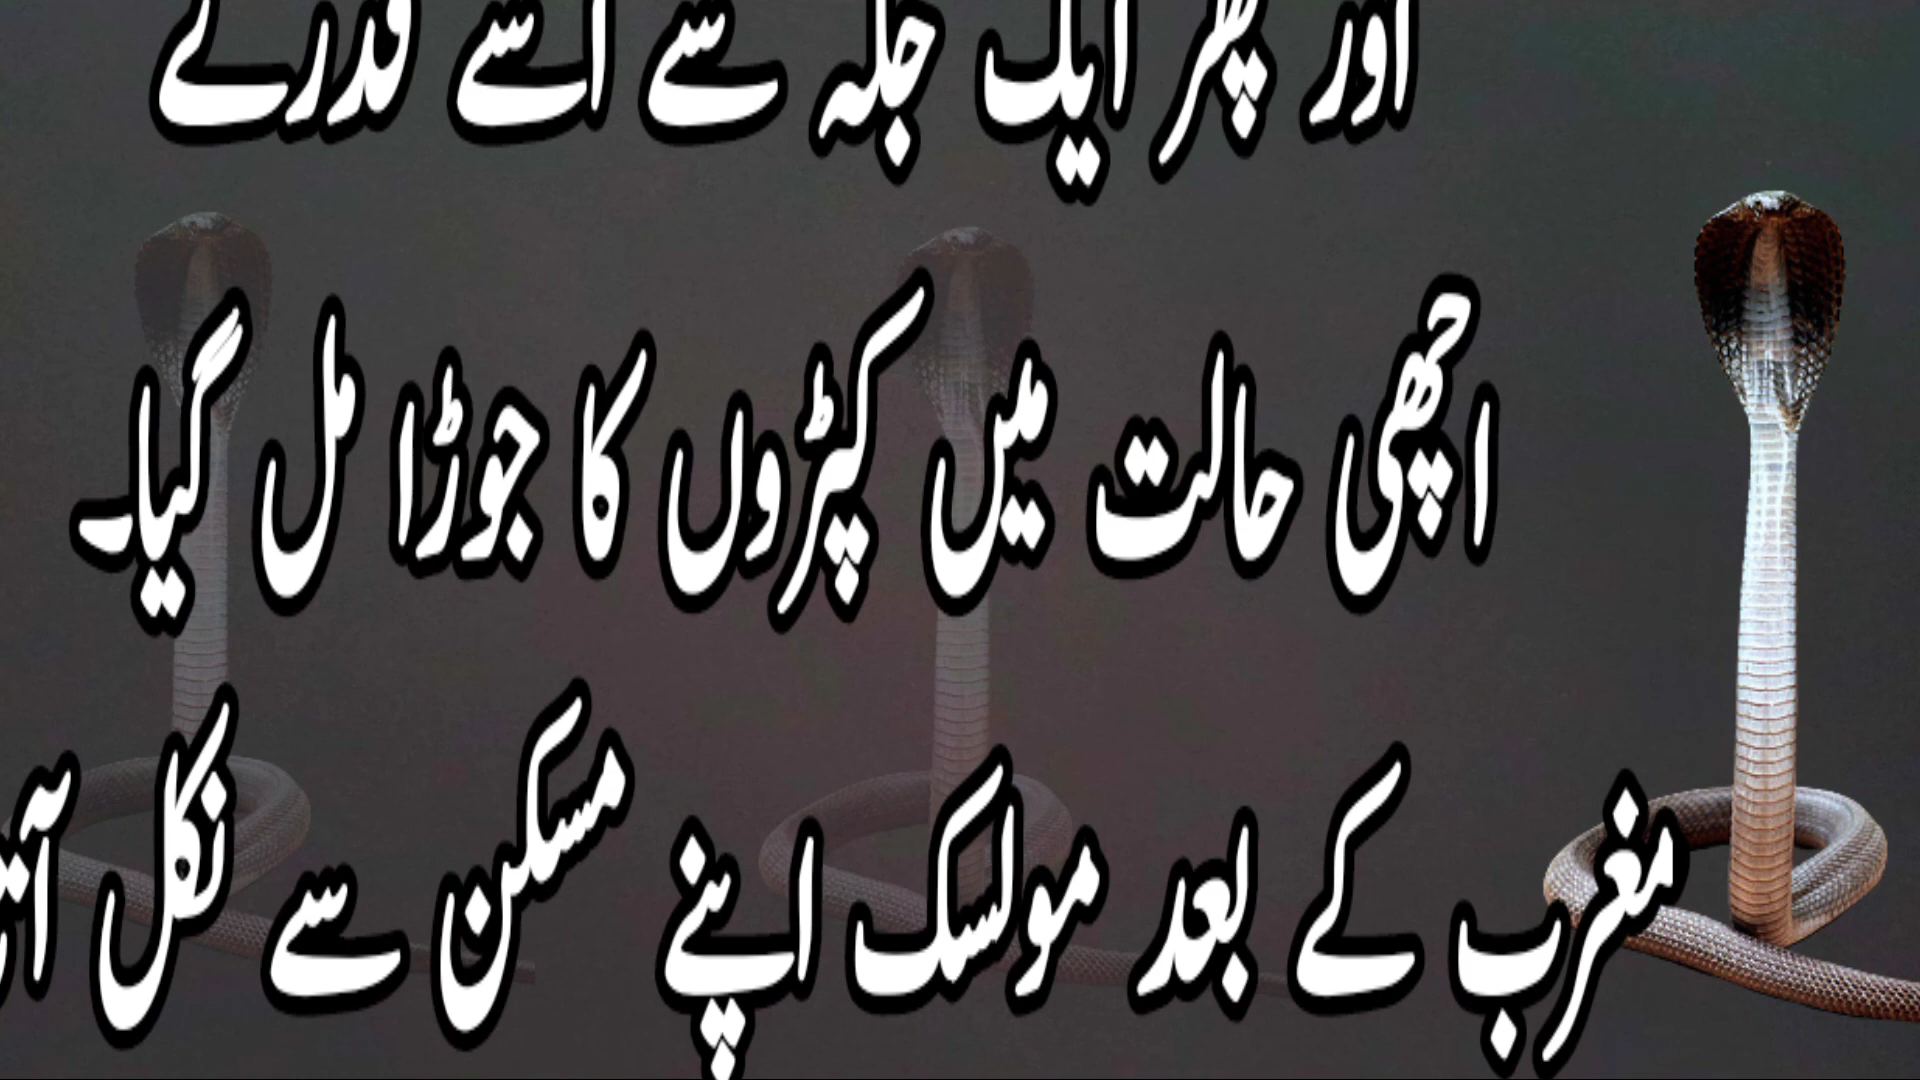 اور پھر ایک جگہ سے اسے قدرے
اچھی حالت میں کپڑوں کا جوڑا مل گیا۔
مغرب کے بعد مولسک اپنے مسکن سے نکل